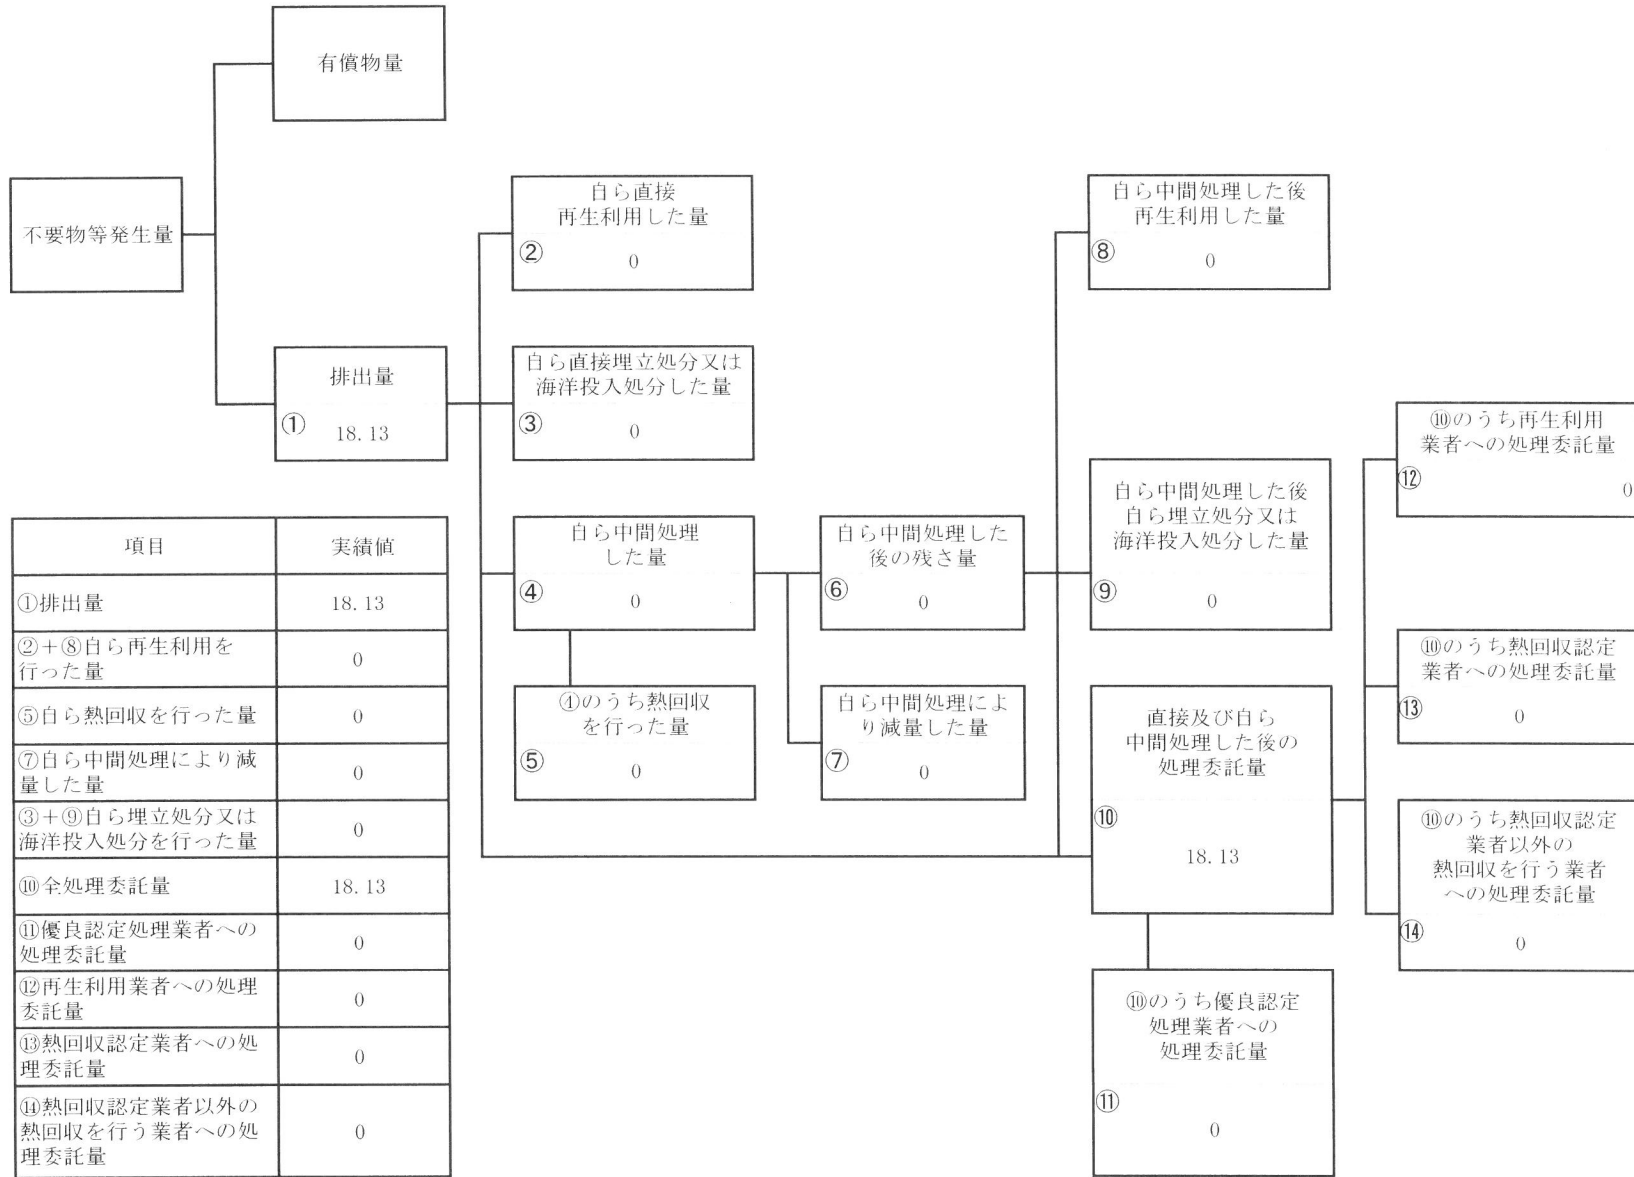 有償物量
不要物等発生量
排出量
①
18.13
自ら直接
再生利用した量
②
0
自ら直接埋立処分又は
海洋投入処分した量
③
0
自ら中間処理
した量
④
0
④のうち熱回収
を行った量
⑤
0
自ら中間処理した
後の残さ量
⑥
0
自ら中間処理によ
り減量した量
⑦
0
自ら中間処理した後
再生利用した量
⑧
0
自ら中間処理した後
自ら埋立処分又は
海洋投入処分した量
⑨
0
直接及び自ら
中間処理した後の
処理委託量
⑩
18.13
⑩のうち優良認定
処理業者への
処理委託量
⑪
0
⑩のうち再生利用
業者への処理委託量
⑫
0
⑩のうち熱回収認定
業者への処理委託量
⑬
0
⑩のうち熱回収認定
業者以外の
熱回収を行う業者
への処理委託量
⑭
0
項目 実績値
①排出量 18.13
②+⑧自ら再生利用を
行った量 0
⑤自ら熱回収を行った量 0
⑦自ら中間処理により減
量した量 0
③+⑨自ら埋立処分又は
海洋投入処分を行った量 0
⑩全処理委託量 18.13
⑪優良認定処理業者への
処理委託量 0
⑫再生利用業者への処理
委託量 0
⑬熱回収認定業者への処
理委託量 0
⑭熱回収認定業者以外の
熱回収を行う業者への処
理委託量 0